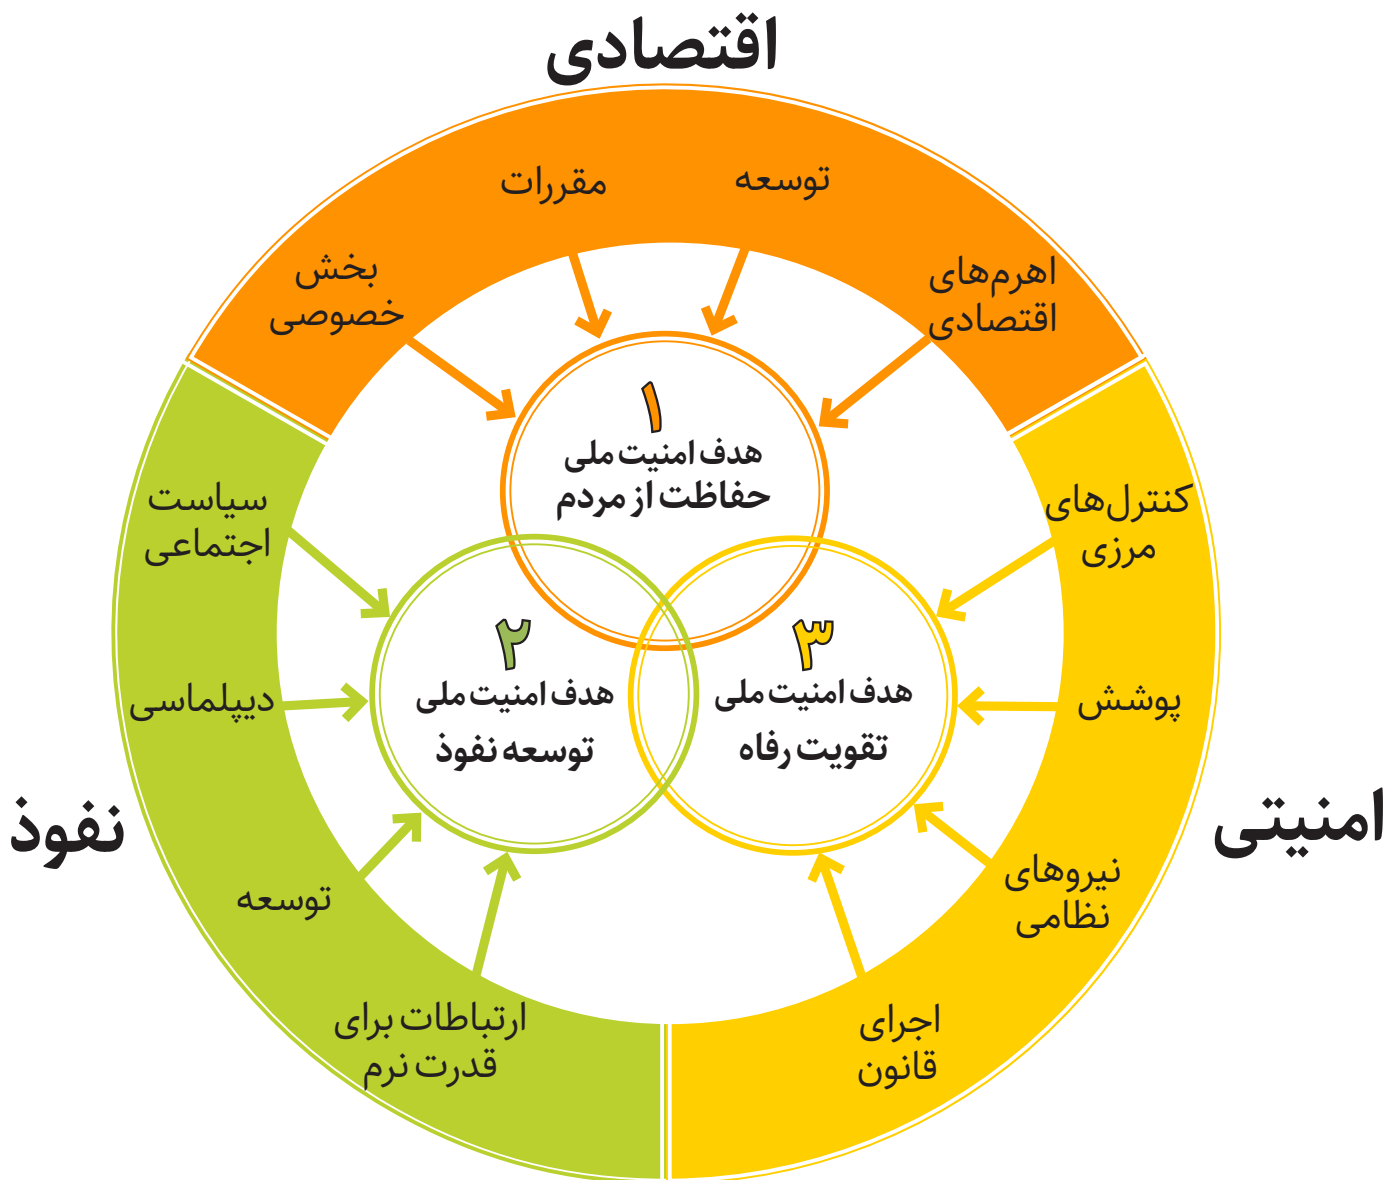 اقتصادی
توسعه
مقررات
اهرم‌های
اقتصادی
بخش
خصوصی
۱
هدف امنیت ملی
حفاظت از مردم
کنترل‌های
مرزی
سیاست
اجتماعی
۳
هدف امنیت ملی
تقویت رفاه
۲
هدف امنیت ملی
توسعه نفوذ
پوشش
دیپلماسی
امنیتی
نفوذ
نیروهای
نظامی
توسعه
اجرای
قانون
ارتباطات برای
قدرت نرم